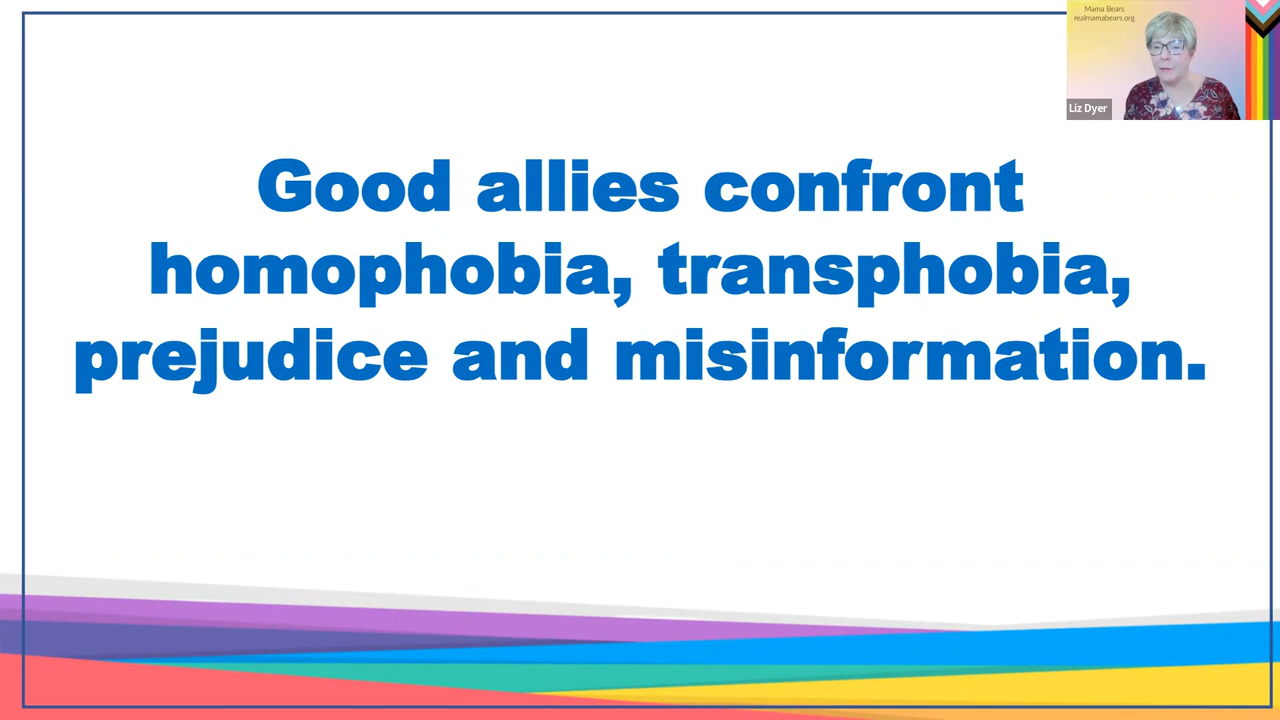 Mama Bears
realmamabears.org
Liz Dyer
Good allies confront
homophobia, transphobia,
prejudice and misinformation.